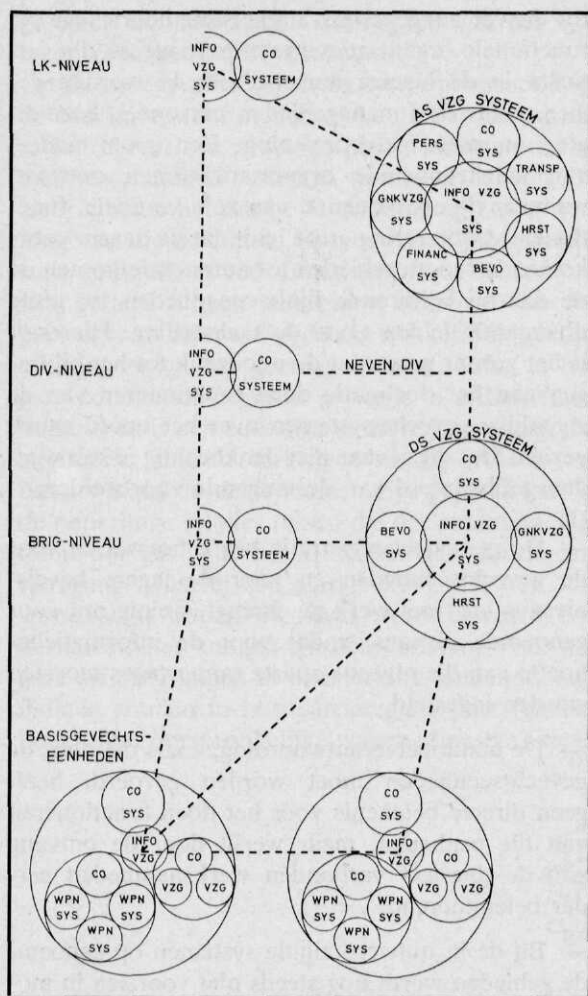 LK-NIVEAU
INFO
VZG
SYS
CO
SYSTEEM
AS VZG SYSTEEM
PERS
SYS
CO
SYS
TRANSP
SYS
GNKVZG
SYS
INFO VZG
SYS
HRST
SYS
FINANC
SYS
BEVO
SYS
DIV-NIVEAU
INFO
VZG
SYS
CO
SYSTEEM
NEVEN DIV
DS VZG SYSTEEM
CO
SYS
BRIG-NIVEAU
INFO
VZG
SYS
CO
SYSTEEM
BEVO
SYS
INFO VZG
SYS
GNKVZG
SYS
HRST
SYS
BASISGEVECHTS-
EENHEDEN
CO
SYS
INFO
VZG
CO
CO
WPN
SYS
WPN
SYS
WPN
SYS
VZG
VZG
CO
SYS
INFO
VZG
CO
CO
WPN
SYS
WPN
SYS
WPN
SYS
VZG
VZG